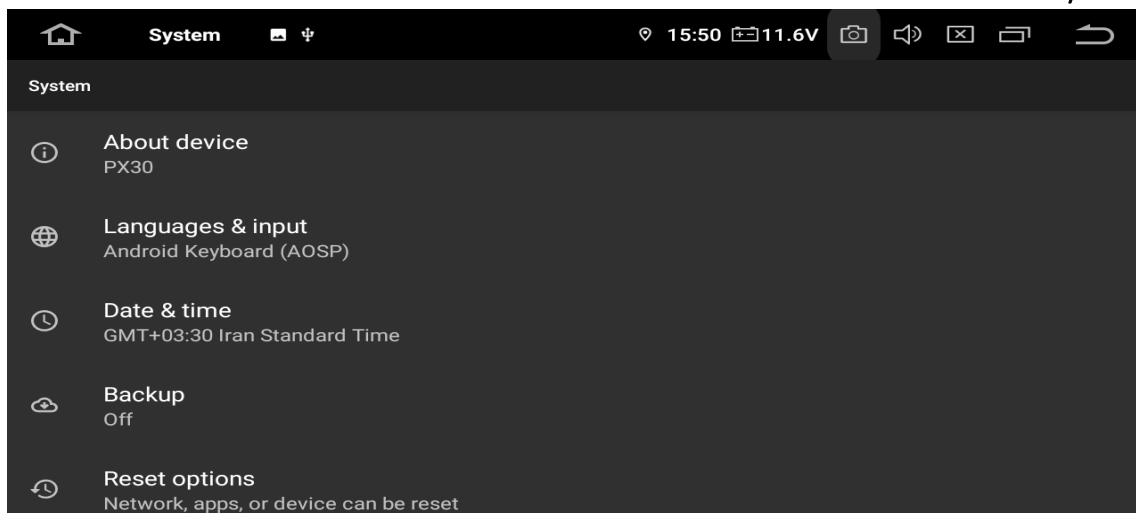 System
15:50 11.6V
System
About device
PX30
Languages & input
Android Keyboard (AOSP)
Date & time
GMT+03:30 Iran Standard Time
Backup
Off
Reset options
Network, apps, or device can be reset